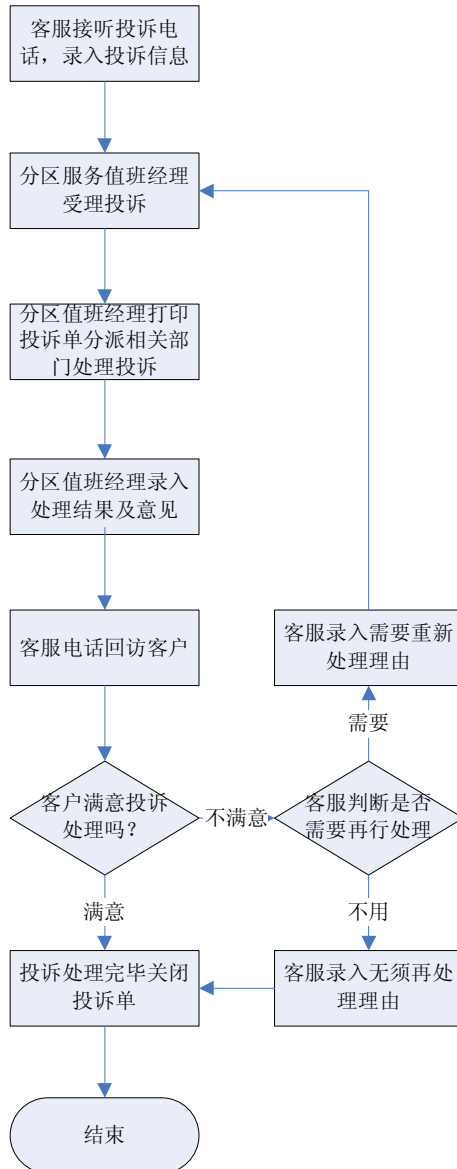 客服接听投诉电
话，录入投诉信息
分区服务值班经理
受理投诉
分区值班经理打印
投诉单分派相关部
门处理投诉
分区值班经理录入
处理结果及意见
客服电话回访客户
客服录入需要重新
处理理由
需要
客户满意投诉
处理吗？
不满意
客服判断是否
需要再行处理
满意
不用
投诉处理完毕关闭
投诉单
客服录入无须再处
理理由
结束